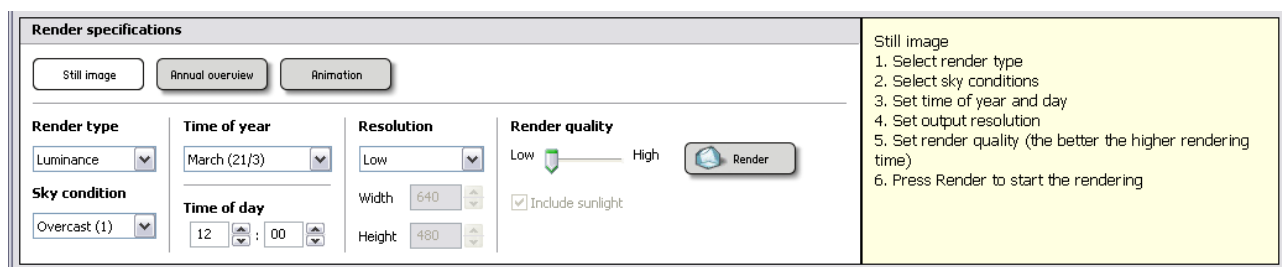 Render specifications
Still image
Annual overview
Animation
Render type
Luminance
Sky condition
Overcast (1)
Time of year
March (21/3)
Time of day
12 : 00
Resolution
Low
Width 640
Height 480
Render quality
Low High
Include sunlight
Render
Still image
1. Select render type
2. Select sky conditions
3. Set time of year and day
4. Set output resolution
5. Set render quality (the better the higher rendering
time)
6. Press Render to start the rendering